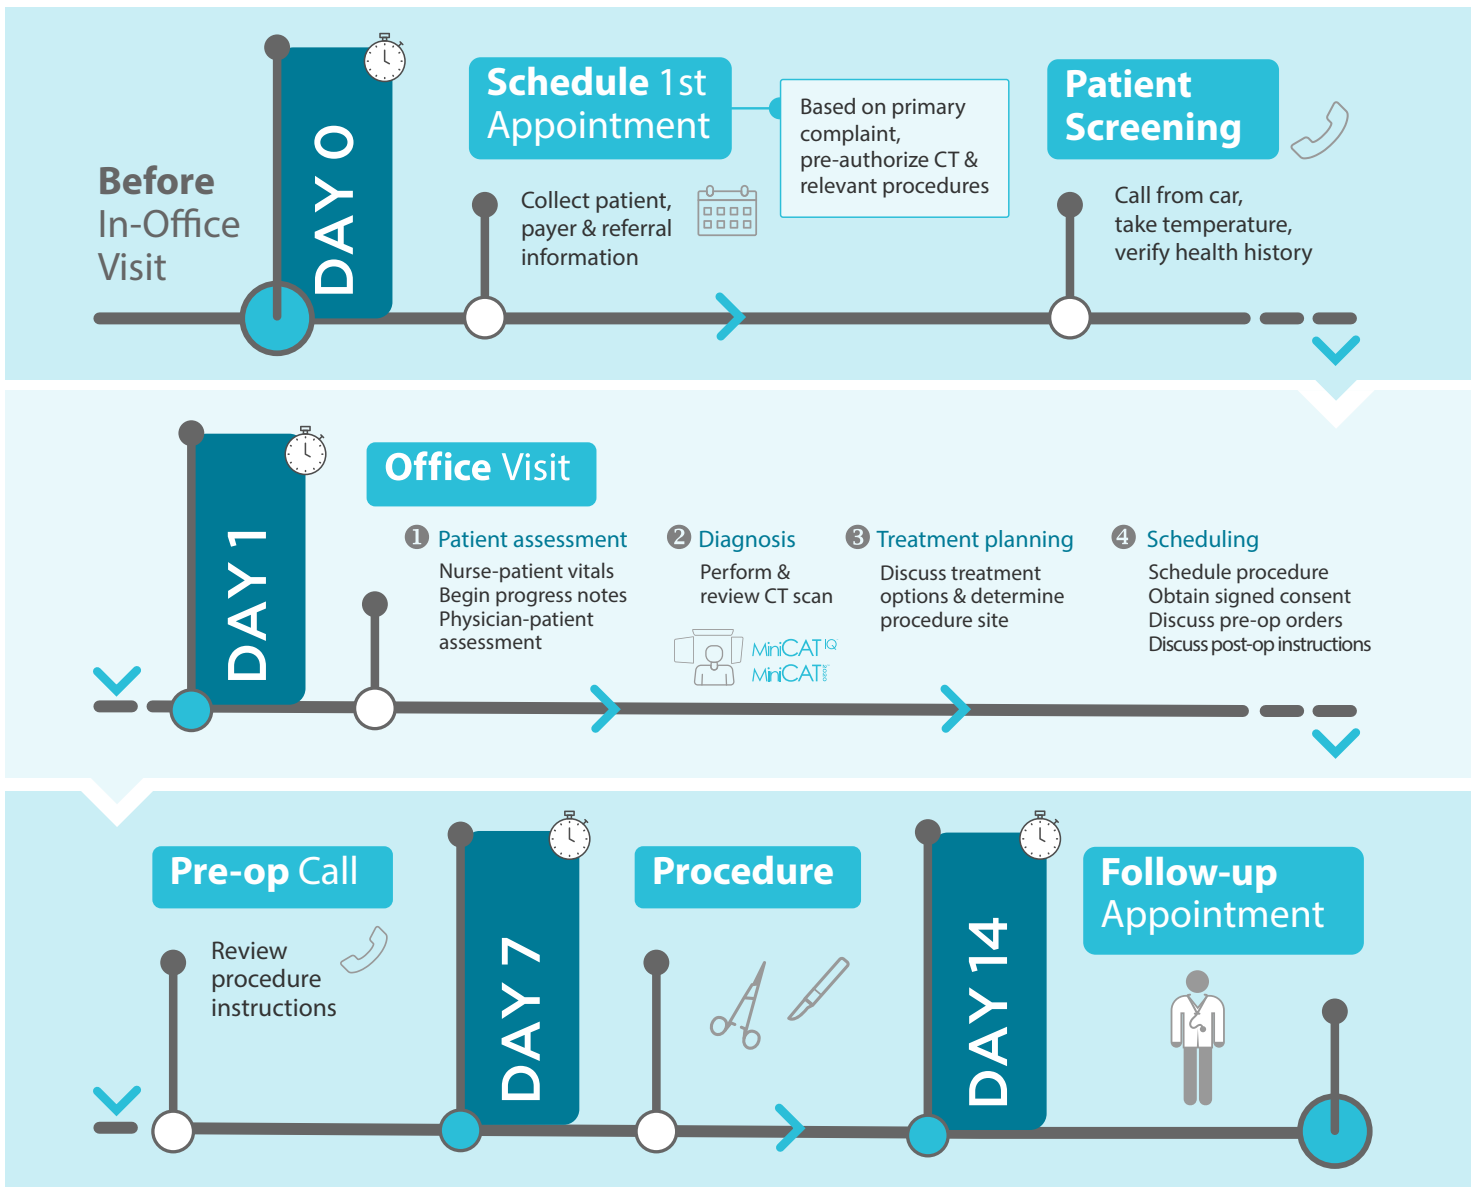 Before
In-Office
Visit
DAY 0
Schedule 1st
Appointment
Collect patient,
payer & referral
information
Based on primary
complaint,
pre-authorize CT &
relevant procedures
Patient
Screening
Call from car,
take temperature,
verify health history
DAY 1
Office Visit
1 Patient assessment
Nurse-patient vitals
Begin progress notes
Physician-patient
assessment
2 Diagnosis
Perform &
review CT scan
MiniCAT IQ
MiniCAT
3 Treatment planning
Discuss treatment
options & determine
procedure site
4 Scheduling
Schedule procedure
Obtain signed consent
Discuss pre-op orders
Discuss post-op instructions
Pre-op Call
Review
procedure
instructions
DAY 7
Procedure
DAY 14
Follow-up
Appointment